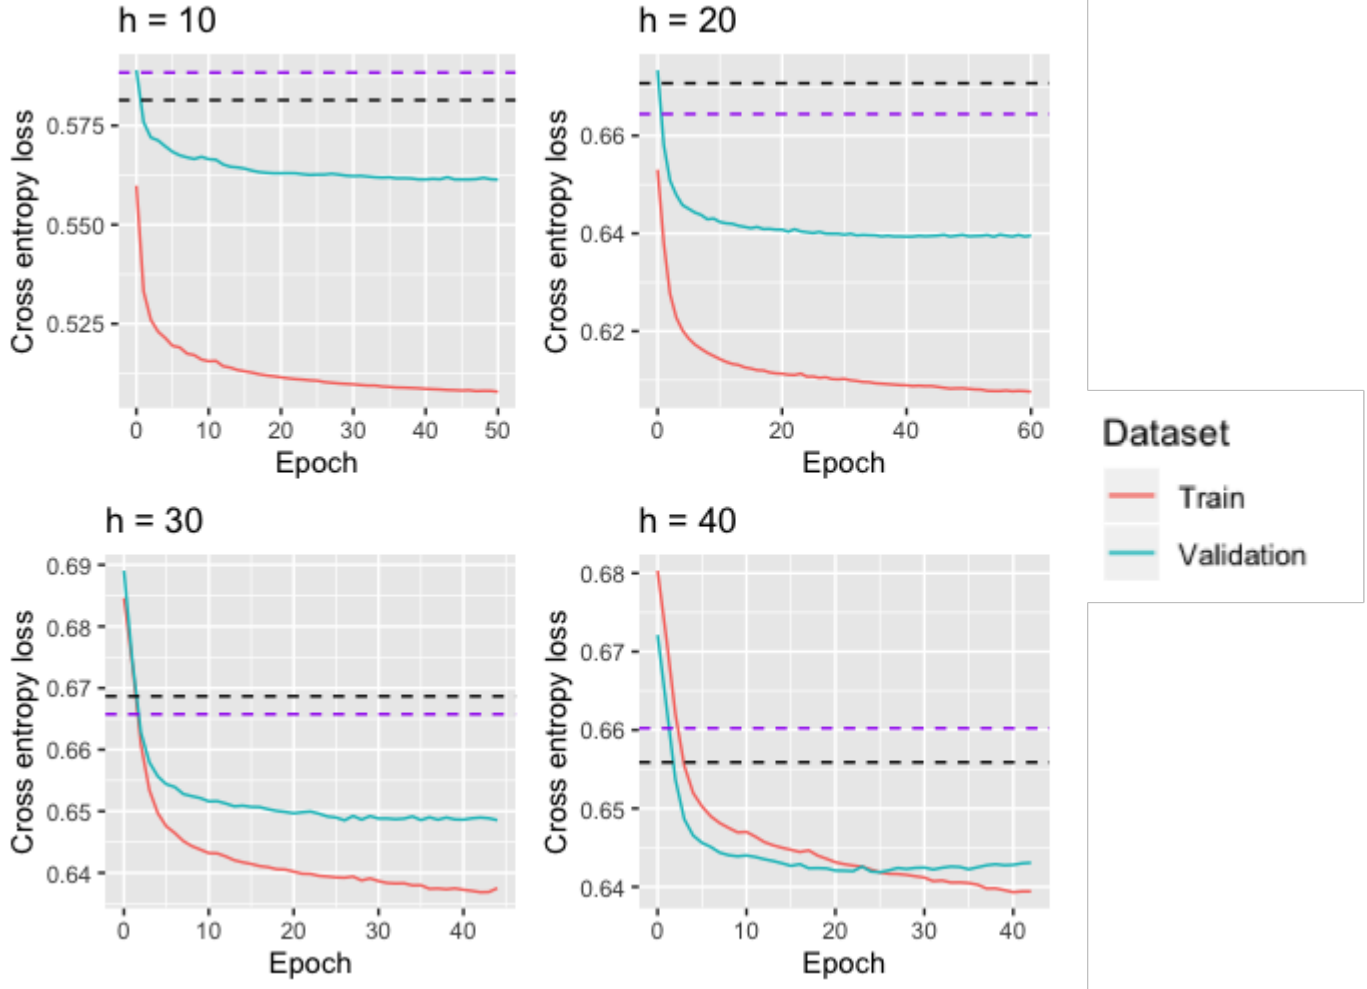 h = 10
Cross entropy loss
0.575
0.550
0.525
0 10 20 30 40 50
Epoch
h = 20
Cross entropy loss
0.66
0.64
0.62
0 20 40 60
Epoch
h = 30
Cross entropy loss
0.69
0.68
0.67
0.66
0.65
0.64
0 10 20 30 40
Epoch
h = 40
Cross entropy loss
0.68
0.67
0.66
0.65
0.64
0 10 20 30 40
Epoch
Dataset
Train
Validation